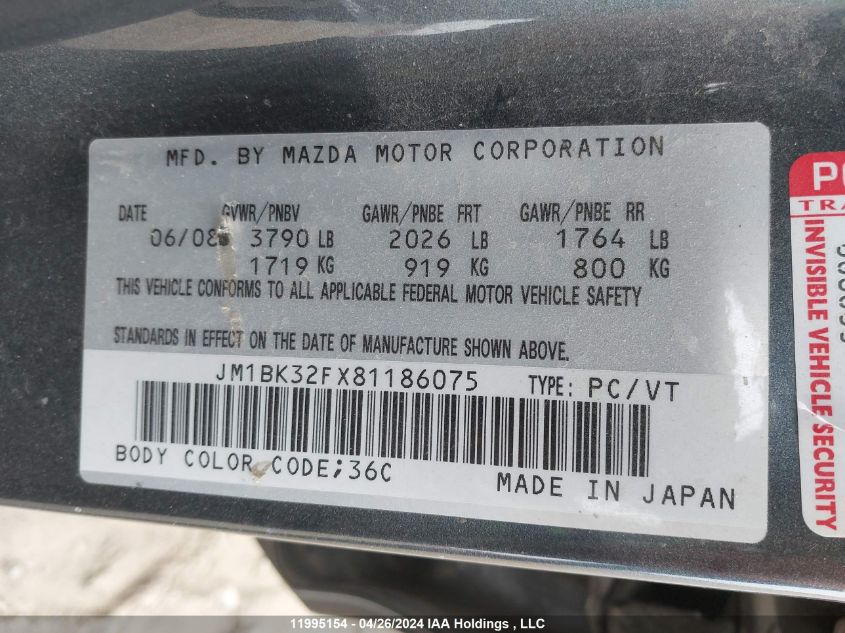 MFD. BY MAZDA MOTOR CORPORATION
DATE GVWR/PNBV GAWR/PNBE FRT GAWR/PNBE RR
06/08 3790 LB 2026 LB 1764 LB
1719 KG 919 KG 800 KG
THIS VEHICLE CONFORMS TO ALL APPLICABLE FEDERAL MOTOR VEHICLE SAFETY
STANDARDS IN EFFECT ON THE DATE OF MANUFACTURE SHOWN ABOVE.
JM1BK32FX81186075 TYPE: PC/VT
BODY COLOR CODE;36C
MADE IN JAPAN
INVISIBLE VEHICLE SECURITY
11995154 - 04/26/2024 IAA Holdings , LLC